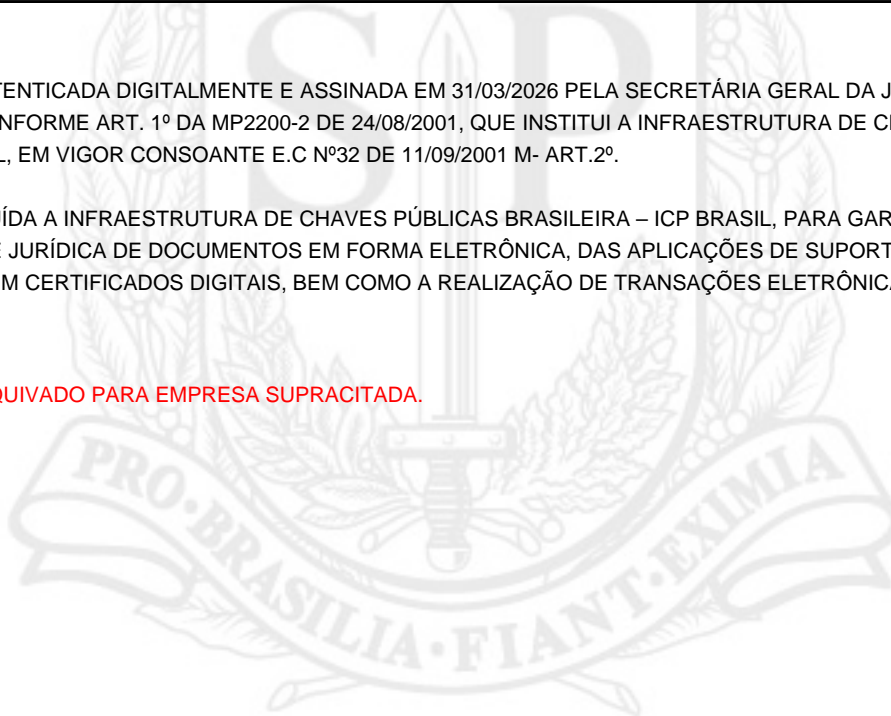 SP
TENTICADA DIGITALMENTE E ASSINADA EM 31/03/2026 PELA SECRETÁRIA GERAL DA J
NFORME ART. 1º DA MP2200-2 DE 24/08/2001, QUE INSTITUI A INFRAESTRUTURA DE C
L, EM VIGOR CONSOANTE E.C Nº32 DE 11/09/2001 M- ART.2º.
UÍDA A INFRAESTRUTURA DE CHAVES PÚBLICAS BRASILEIRA – ICP BRASIL, PARA GAR
E JURÍDICA DE DOCUMENTOS EM FORMA ELETRÔNICA, DAS APLICAÇÕES DE SUPORT
M CERTIFICADOS DIGITAIS, BEM COMO A REALIZAÇÃO DE TRANSAÇÕES ELETRÔNICA
QUIVADO PARA EMPRESA SUPRACITADA.
PRO·BRASILIA·FIANT·EXIMIA